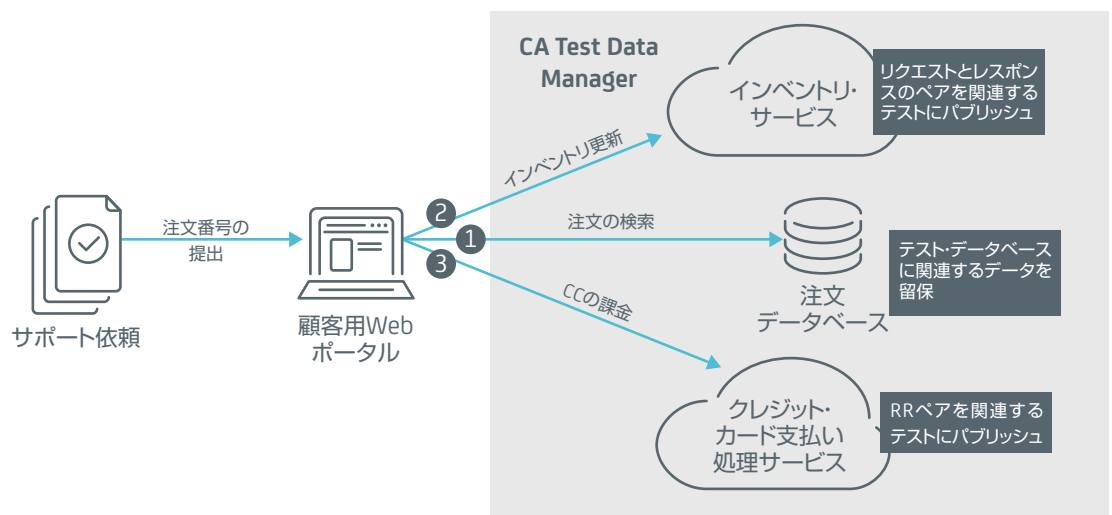 CA Test Data
Manager
インベントリ・
サービス
リクエストとレスポン
スのペアを関連する
テストにパブリッシュ
インベントリ更新
2
注文番号の
提出
1
注文の検索
3
テスト・データベース
に関連するデータを
留保
サポート依頼
顧客用Web
ポータル
CCの課金
注文
データベース
クレジット・
カード支払い
処理サービス
RRペアを関連する
テストにパブリッシュ